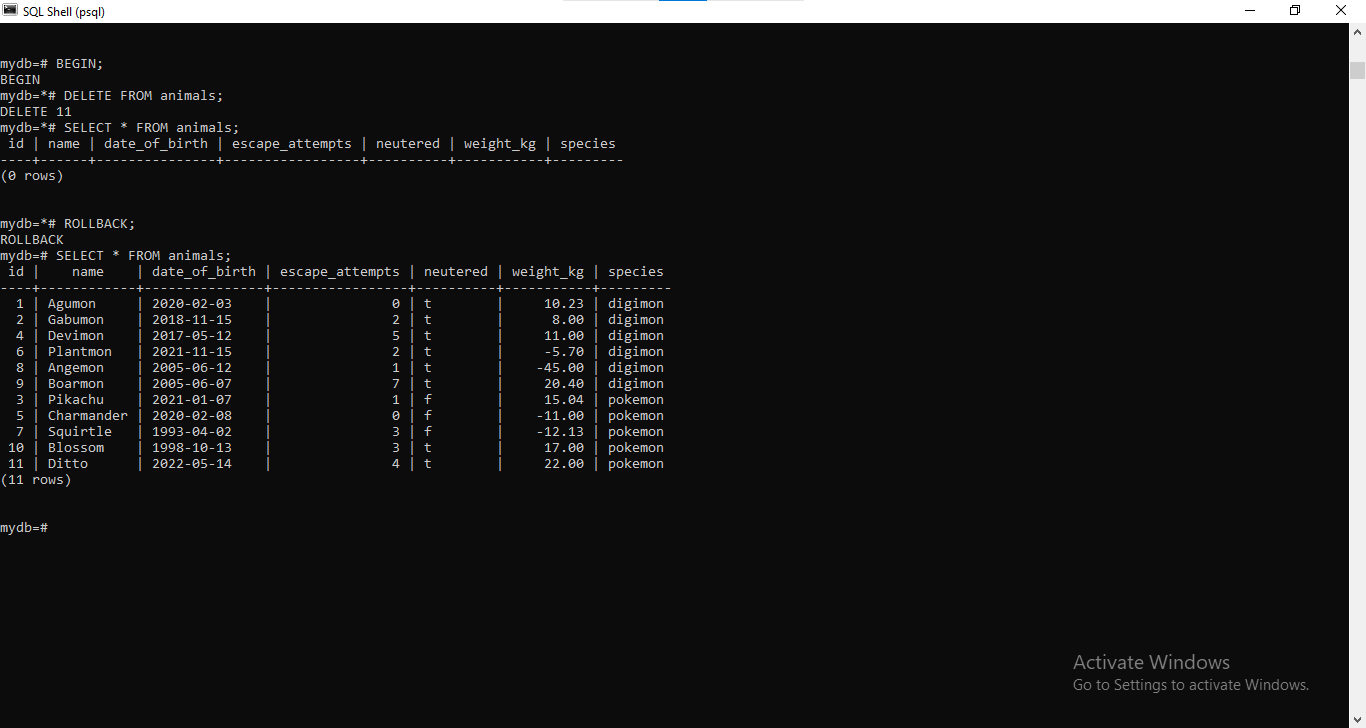 SQL Shell (psql)
mydb=# BEGIN;
BEGIN
mydb=*# DELETE FROM animals;
DELETE 11
mydb=*# SELECT * FROM animals;
 id | name | date_of_birth | escape_attempts | neutered | weight_kg | species
----+------+---------------+-----------------+----------+-----------+---------
(0 rows)
mydb=*# ROLLBACK;
ROLLBACK
mydb=# SELECT * FROM animals;
 id |    name    | date_of_birth | escape_attempts | neutered | weight_kg | species
----+------------+---------------+-----------------+----------+-----------+---------
  1 | Agumon     | 2020-02-03    |               0 | t        |     10.23 | digimon
  2 | Gabumon    | 2018-11-15    |               2 | t        |      8.00 | digimon
  4 | Devimon    | 2017-05-12    |               5 | t        |     11.00 | digimon
  6 | Plantmon   | 2021-11-15    |               2 | t        |     -5.70 | digimon
  8 | Angemon    | 2005-06-12    |               1 | t        |    -45.00 | digimon
  9 | Boarmon    | 2005-06-07    |               7 | t        |     20.40 | digimon
  3 | Pikachu    | 2021-01-07    |               1 | f        |     15.04 | pokemon
  5 | Charmander | 2020-02-08    |               0 | f        |    -11.00 | pokemon
  7 | Squirtle   | 1993-04-02    |               3 | f        |    -12.13 | pokemon
 10 | Blossom    | 1998-10-13    |               3 | t        |     17.00 | pokemon
 11 | Ditto      | 2022-05-14    |               4 | t        |     22.00 | pokemon
(11 rows)
mydb=#
Activate Windows
Go to Settings to activate Windows.